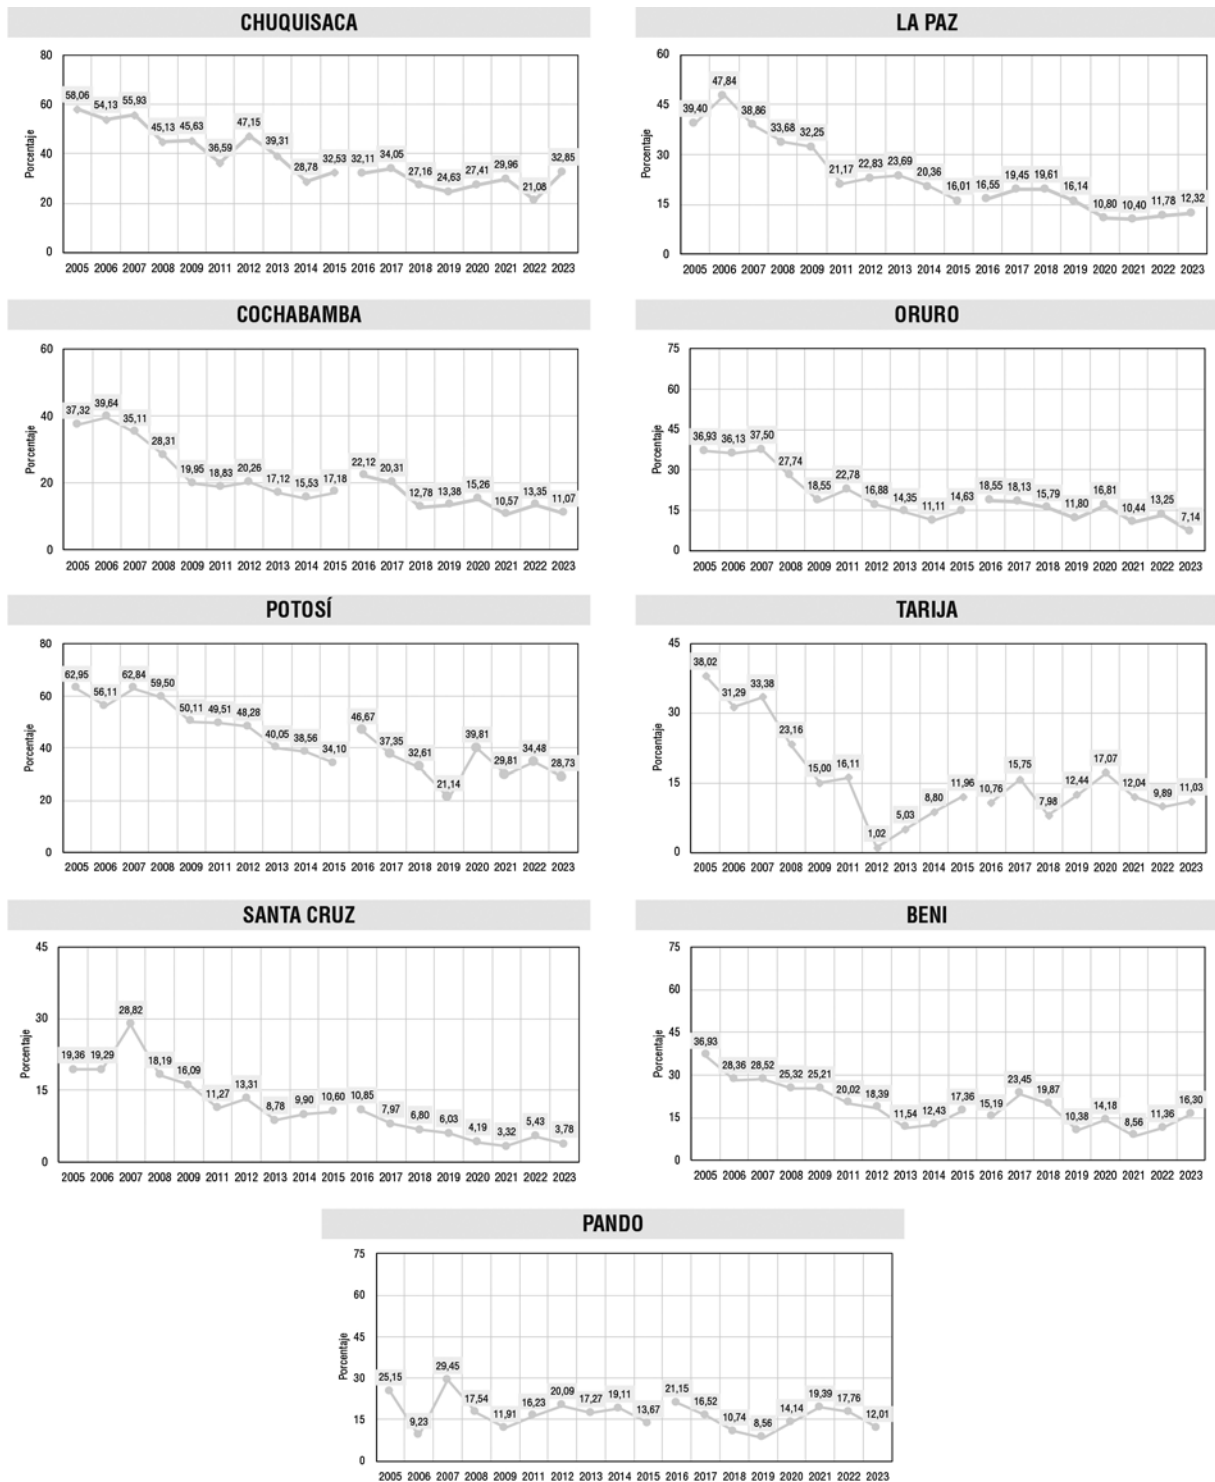 CHUQUISACA
80
60
40
20
0
Porcentaje
58,06 54,13 55,93 45,13 45,63 36,59 47,15 39,31 28,78 32,53 32,11 34,05 27,16 24,63 27,41 29,96 21,08 32,85
2005 2006 2007 2008 2009 2011 2012 2013 2014 2015 2016 2017 2018 2019 2020 2021 2022 2023
LA PAZ
60
45
30
15
0
Porcentaje
39,40 47,84 38,86 33,68 32,25 21,17 22,83 23,69 20,36 16,01 16,55 19,45 19,61 16,14 10,80 10,40 11,78 12,32
2005 2006 2007 2008 2009 2011 2012 2013 2014 2015 2016 2017 2018 2019 2020 2021 2022 2023
COCHABAMBA
60
40
20
0
Porcentaje
37,32 39,64 35,11 28,31 19,95 18,83 20,26 17,12 15,53 17,18 22,12 20,31 12,78 13,38 15,26 10,57 13,35 11,07
2005 2006 2007 2008 2009 2011 2012 2013 2014 2015 2016 2017 2018 2019 2020 2021 2022 2023
ORURO
75
60
45
30
15
0
Porcentaje
36,93 36,13 37,50 27,74 18,55 22,78 16,88 14,35 11,11 14,63 18,55 18,13 15,79 11,80 16,81 10,44 13,25 7,14
2005 2006 2007 2008 2009 2011 2012 2013 2014 2015 2016 2017 2018 2019 2020 2021 2022 2023
POTOSÍ
80
60
40
20
0
Porcentaje
62,95 56,11 62,84 59,50 50,11 49,51 48,28 40,05 38,56 34,10 46,67 37,35 32,61 21,14 39,81 29,81 34,48 28,73
2005 2006 2007 2008 2009 2011 2012 2013 2014 2015 2016 2017 2018 2019 2020 2021 2022 2023
TARIJA
45
30
15
0
Porcentaje
38,02 31,29 33,38 23,16 15,00 16,11 1,02 5,03 8,80 11,96 10,76 15,75 7,98 12,44 17,07 12,04 9,89 11,03
2005 2006 2007 2008 2009 2011 2012 2013 2014 2015 2016 2017 2018 2019 2020 2021 2022 2023
SANTA CRUZ
45
30
15
0
Porcentaje
19,36 19,29 28,82 18,19 16,09 11,27 13,31 8,78 9,90 10,60 10,85 7,97 6,80 6,03 4,19 3,32 5,43 3,78
2005 2006 2007 2008 2009 2011 2012 2013 2014 2015 2016 2017 2018 2019 2020 2021 2022 2023
BENI
75
60
45
30
15
0
Porcentaje
36,93 28,36 28,52 25,32 25,21 20,02 18,39 11,54 12,43 17,36 15,19 23,45 19,87 10,38 14,18 8,56 11,36 16,30
2005 2006 2007 2008 2009 2011 2012 2013 2014 2015 2016 2017 2018 2019 2020 2021 2022 2023
PANDO
75
60
45
30
15
0
Porcentaje
25,15 9,23 29,45 17,54 11,91 16,23 20,09 17,27 19,11 13,67 21,15 16,52 10,74 8,56 14,14 19,39 17,76 12,01
2005 2006 2007 2008 2009 2011 2012 2013 2014 2015 2016 2017 2018 2019 2020 2021 2022 2023